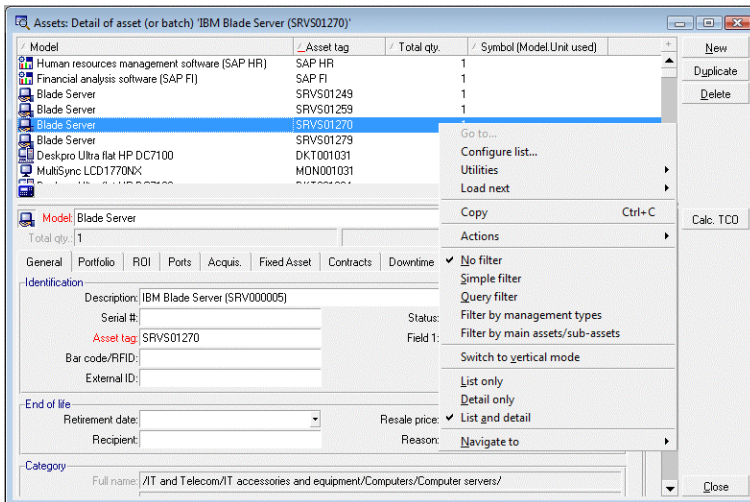 Assets: Detail of asset (or batch) 'IBM Blade Server (SRVS01270)'
Model Asset tag Total qty. Symbol (Model.Unit used)
Human resources management software (SAP HR) SAP HR 1
Financial analysis software (SAP FI) SAP FI 1
Blade Server SRVS01249 1
Blade Server SRVS01259 1
Blade Server SRVS01270
Blade Server SRVS01279
Deskpro Ultra flat HP DC7100 DKT001031
MultiSync LCD1770NX MON001031
New
Duplicate
Delete
Calc. TCO
Close
Go to...
Configure list...
Utilities
Load next
Copy Ctrl+C
Actions
No filter
Simple filter
Query filter
Filter by management types
Filter by main assets/sub-assets
Switch to vertical mode
List only
Detail only
List and detail
Navigate to
Model: Blade Server
Total qty.: 1
General Portfolio ROI Ports Acquis. Fixed Asset Contracts Downtime
Identification
Description: IBM Blade Server (SRV000005)
Serial #: Status:
Asset tag: SRVS01270 Field 1:
Bar code/RFID:
External ID:
End of life
Retirement date: Resale price:
Recipient: Reason:
Category
Full name: /IT and Telecom/IT accessories and equipment/Computers/Computer servers/